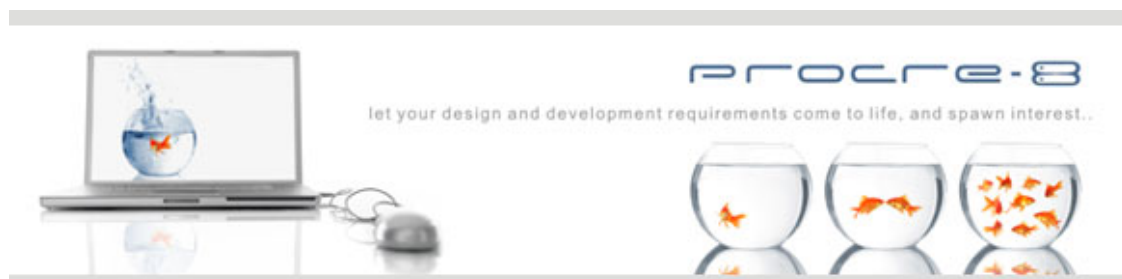 procre-8
let your design and development requirements come to life, and spawn interest..